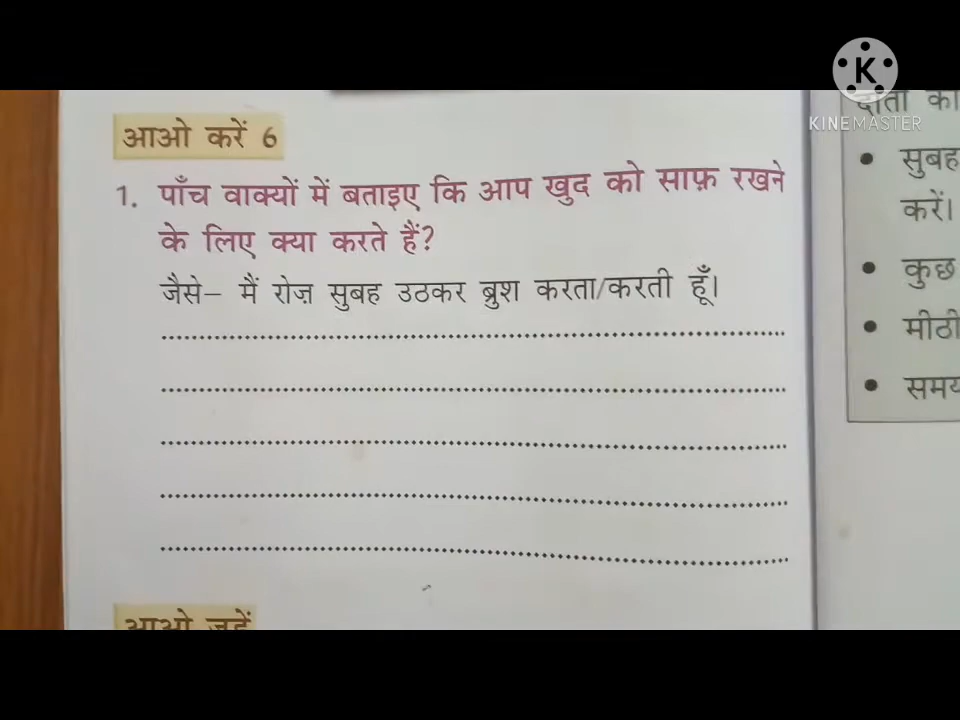 K
KINEMASTER
आओ करें 6
1. पाँच वाक्यों में बताइए कि आप खुद को साफ़ रखने
के लिए क्या करते हैं?
जैसे– मैं रोज़ सुबह उठकर ब्रुश करता/करती हूँ।
दाँतों का
• सुबह
करें।
• कुछ
• मीठी
• समय